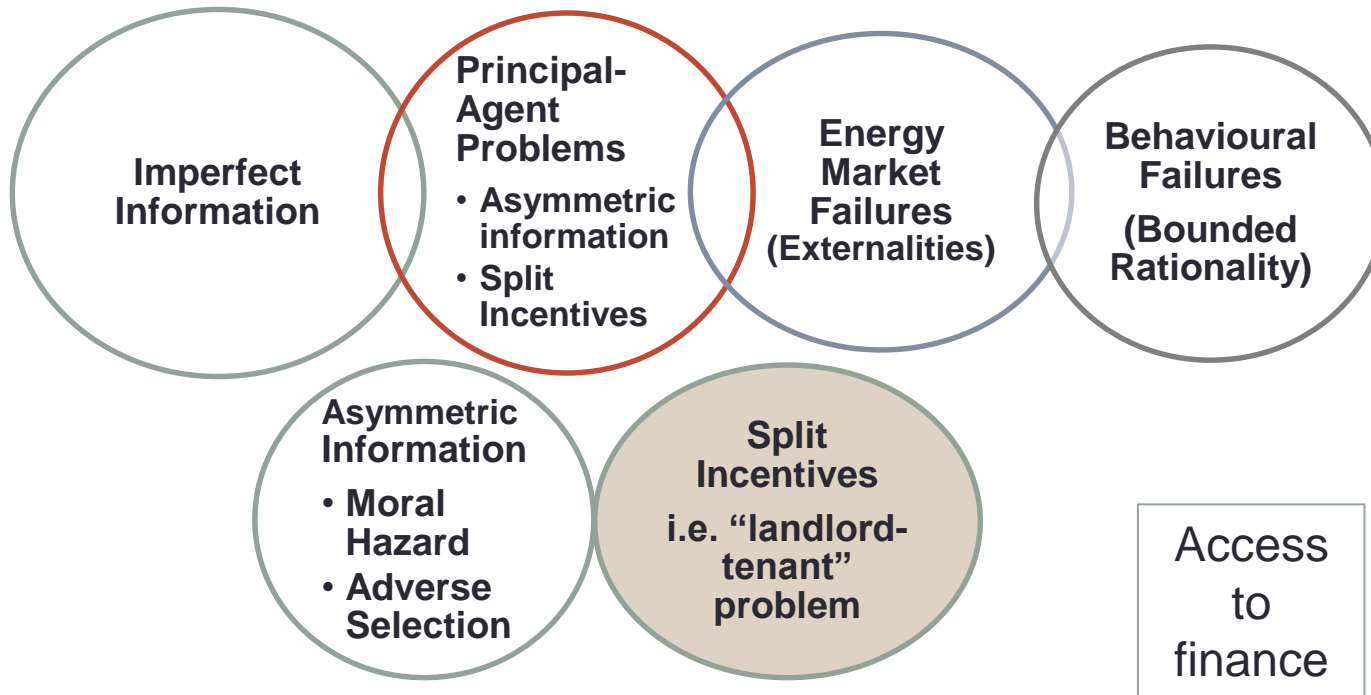 Imperfect
Information
Principal-
Agent
Problems
• Asymmetric
information
• Split
Incentives
Energy
Market
Failures
(Externalities)
Behavioural
Failures
(Bounded
Rationality)
Asymmetric
Information
• Moral
Hazard
• Adverse
Selection
Split
Incentives
i.e. “landlord-
tenant”
problem
Access
to
finance